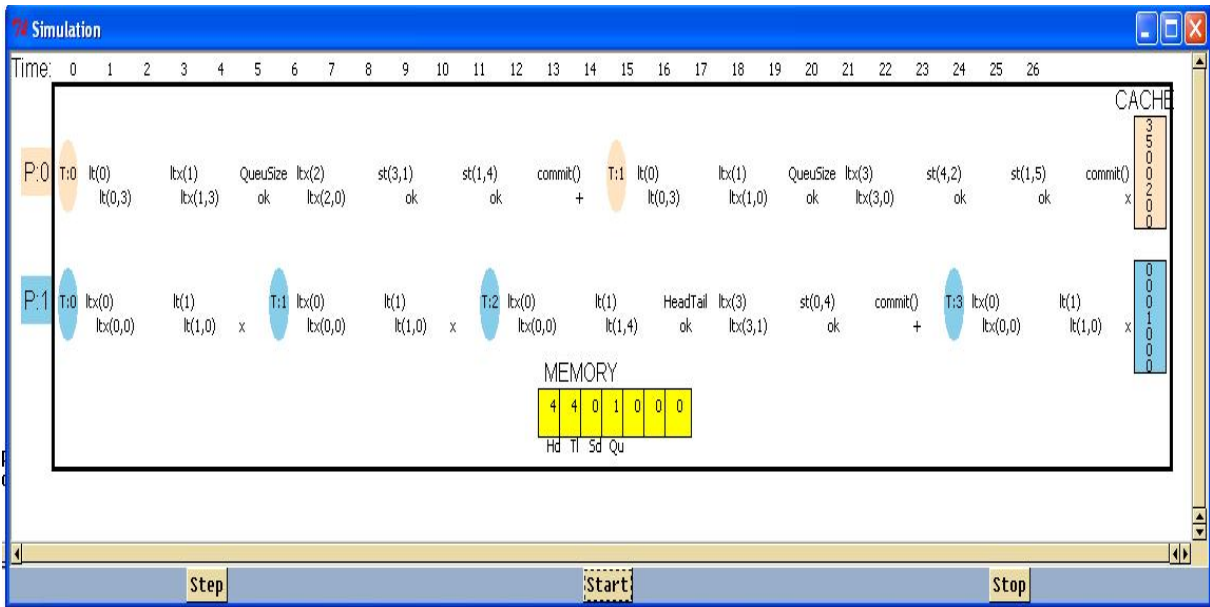 Simulation
Time: 0 1 2 3 4 5 6 7 8 9 10 11 12 13 14 15 16 17 18 19 20 21 22 23 24 25 26
CACHE
P:0 T:0 lt(0) ltx(1) QueuSize ltx(2) st(3,1) st(1,4) commit() T:1 lt(0) ltx(1) QueuSize ltx(3) st(4,2) st(1,5) commit()
lt(0,3) ltx(1,3) ok ltx(2,0) ok ok + lt(0,3) ltx(1,0) ok ltx(3,0) ok ok x
3
5
0
0
2
0
0
P:1 T:0 ltx(0) lt(1) T:1 ltx(0) lt(1) T:2 ltx(0) lt(1) HeadTail ltx(3) st(0,4) commit() T:3 ltx(0) lt(1)
ltx(0,0) lt(1,0) x ltx(0,0) lt(1,0) x ltx(0,0) lt(1,4) ok ltx(3,1) ok + ltx(0,0) lt(1,0) x
0
0
0
1
0
0
0
MEMORY
4 4 0 1 0 0 0
Hd Tl Sd Qu
Step Start Stop